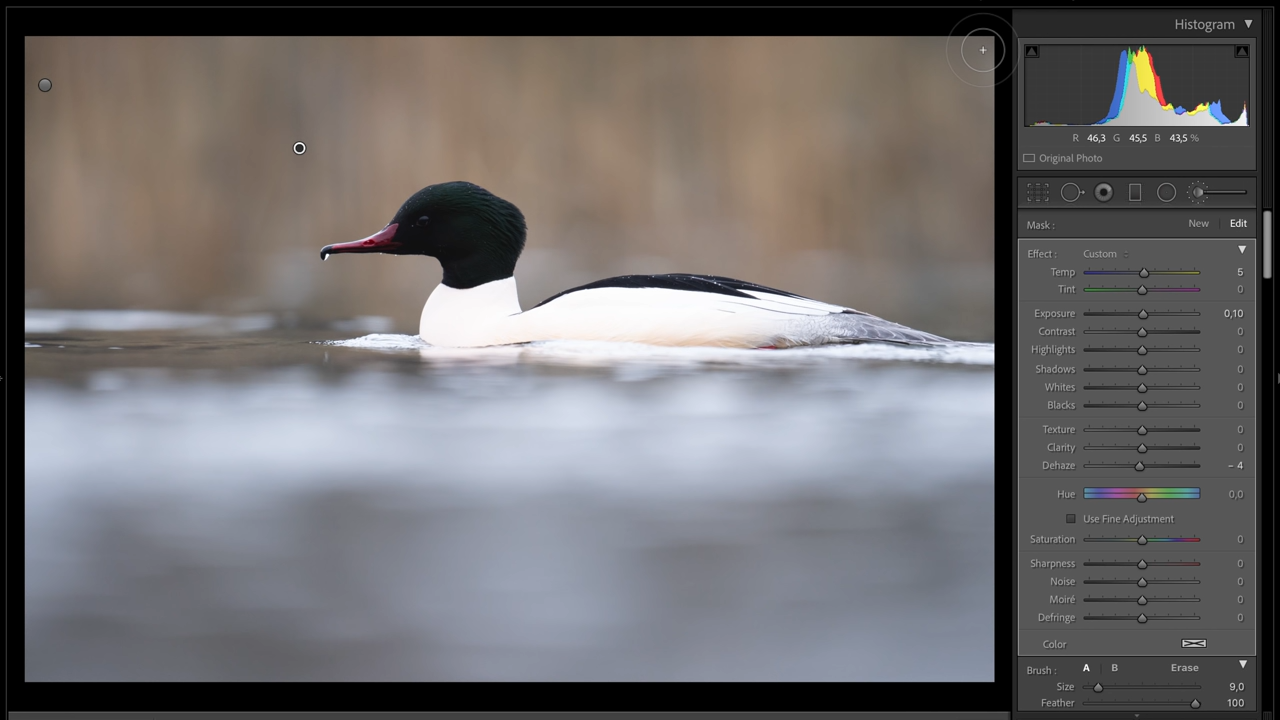 Histogram
R 46,3 G 45,5 B 43,5 %
Original Photo
Mask : New Edit
Effect : Custom
Temp 5
Tint 0
Exposure 0,10
Contrast 0
Highlights 0
Shadows 0
Whites 0
Blacks 0
Texture 0
Clarity 0
Dehaze – 4
Hue 0,0
Use Fine Adjustment
Saturation 0
Sharpness 0
Noise 0
Moiré 0
Defringe 0
Color
Brush : A B Erase
Size 9,0
Feather 100